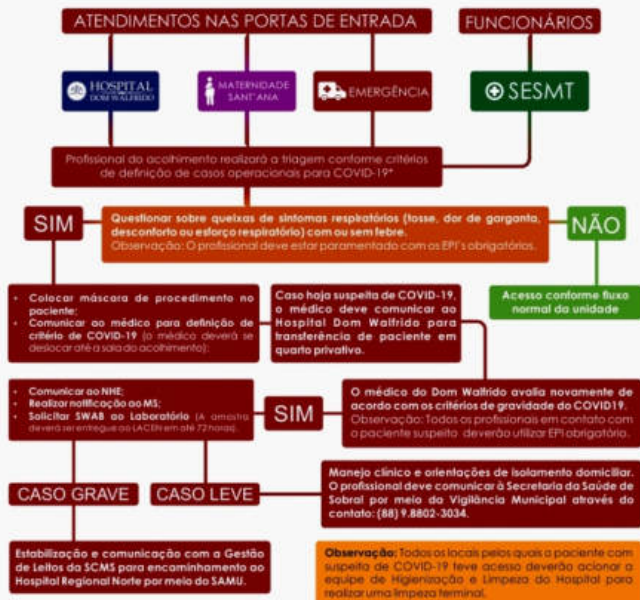 ATENDIMENTOS NAS PORTAS DE ENTRADA
FUNCIONÁRIOS
HOSPITAL
DOM WALFRIDO
MATERNIDADE
SANT'ANA
EMERGÊNCIA
SESMT
Profissional do acolhimento realizará a triagem conforme critérios
de definição de casos operacionais para COVID-19*
SIM
Questionar sobre queixas de sintomas respiratórios (tosse, dor de garganta,
desconforto ou esforço respiratório) com ou sem febre.
Observação: O profissional deve estar paramentado com os EPI's obrigatórios.
NÃO
• Colocar máscara de procedimento no
paciente;
• Comunicar ao médico para definição de
critério de COVID-19 (o médico deverá se
deslocar até a sala do acolhimento);
Caso haja suspeita de COVID-19,
o médico deve comunicar ao
Hospital Dom Walfrido para
transferência de paciente em
quarto privativo.
Acesso conforme fluxo
normal da unidade
• Comunicar ao NHE;
• Realizar notificação ao MS;
• Solicitar SWAB ao Laboratório (A amostra
deverá ser entregue ao LACEN em até 72 horas).
SIM
O médico do Dom Walfrido avalia novamente de
acordo com os critérios de gravidade do COVID19.
Observação: Todos os profissionais em contato com
o paciente suspeito deverão utilizar EPI obrigatório.
CASO GRAVE
CASO LEVE
Manejo clínico e orientações de isolamento domiciliar.
O profissional deve comunicar à Secretaria da Saúde de
Sobral por meio da Vigilância Municipal através do
contato: (88) 9.8802-3034.
Estabilização e comunicação com a Gestão
de Leitos da SCMS para encaminhamento ao
Hospital Regional Norte por meio do SAMU.
Observação: Todos os locais pelos quais a paciente com
suspeita de COVID-19 teve acesso deverão acionar a
equipe de Higienização e Limpeza do Hospital para
realizar uma limpeza terminal.